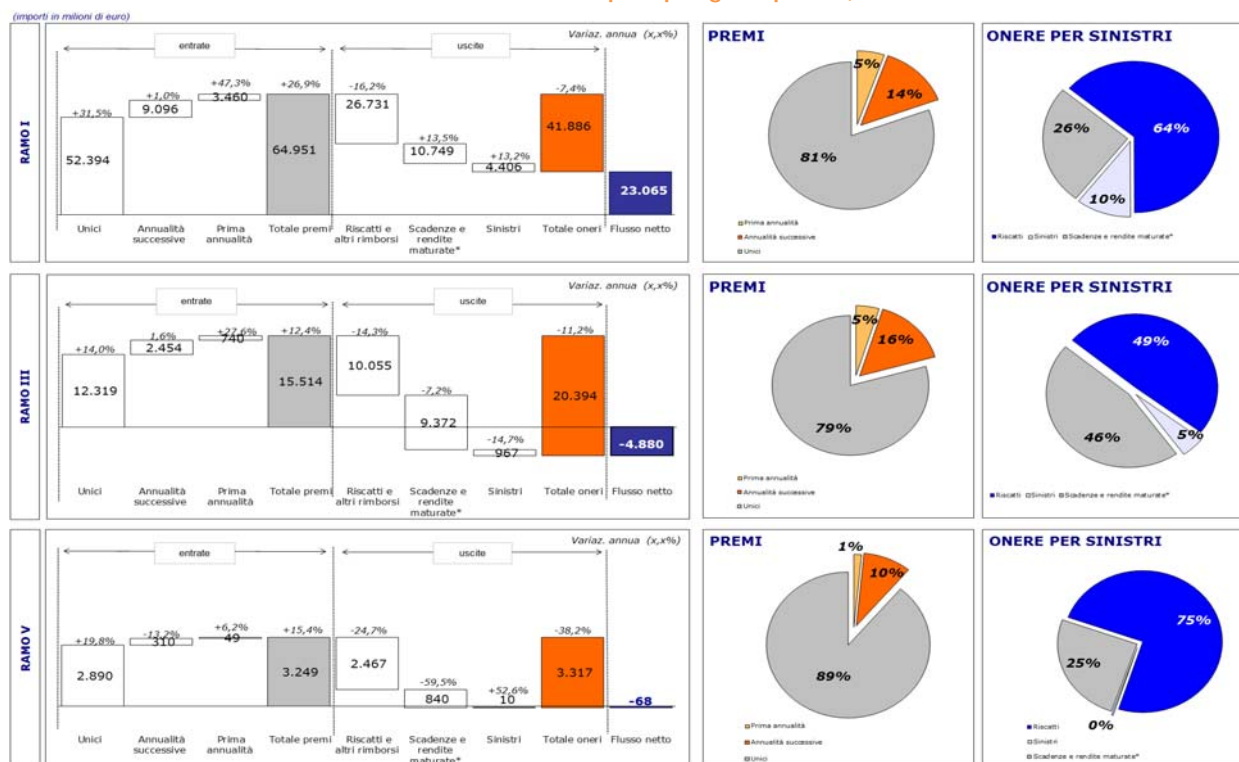 (importi in milioni di euro)
RAMO I
Variaz. annua (x,x%)
entrate
uscite
+31,5%
+1,0%
+47,3%
+26,9%
-16,2%
+13,5%
+13,2%
-7,4%
52.394
9.096
3.460
64.951
26.731
10.749
4.406
41.886
23.065
Unici
Annualità successive
Prima annualità
Totale premi
Riscatti e altri rimborsi
Scadenze e rendite maturate*
Sinistri
Totale oneri
Flusso netto
PREMI
5%
14%
81%
Prima annualità
Annualità successive
Unici
ONERE PER SINISTRI
64%
26%
10%
Riscatti
Sinistri
Scadenze e rendite maturate*
RAMO III
Variaz. annua (x,x%)
entrate
uscite
+14,0%
1,6%
+27,6%
+12,4%
-14,3%
-7,2%
-14,7%
-11,2%
12.319
2.454
740
15.514
10.055
9.372
967
20.394
-4.880
Unici
Annualità successive
Prima annualità
Totale premi
Riscatti e altri rimborsi
Scadenze e rendite maturate*
Sinistri
Totale oneri
Flusso netto
PREMI
5%
16%
79%
Prima annualità
Annualità successive
Unici
ONERE PER SINISTRI
49%
46%
5%
Riscatti
Sinistri
Scadenze e rendite maturate*
RAMO V
Variaz. annua (x,x%)
entrate
uscite
+19,8%
-13,2%
+6,2%
+15,4%
-24,7%
-59,5%
+52,6%
-38,2%
2.890
310
49
3.249
2.467
840
10
3.317
-68
Unici
Annualità successive
Prima annualità
Totale premi
Riscatti e altri rimborsi
Scadenze e rendite maturate*
Sinistri
Totale oneri
Flusso netto
PREMI
1%
10%
89%
Prima annualità
Annualità successive
Unici
ONERE PER SINISTRI
75%
25%
0%
Riscatti
Sinistri
Scadenze e rendite maturate*